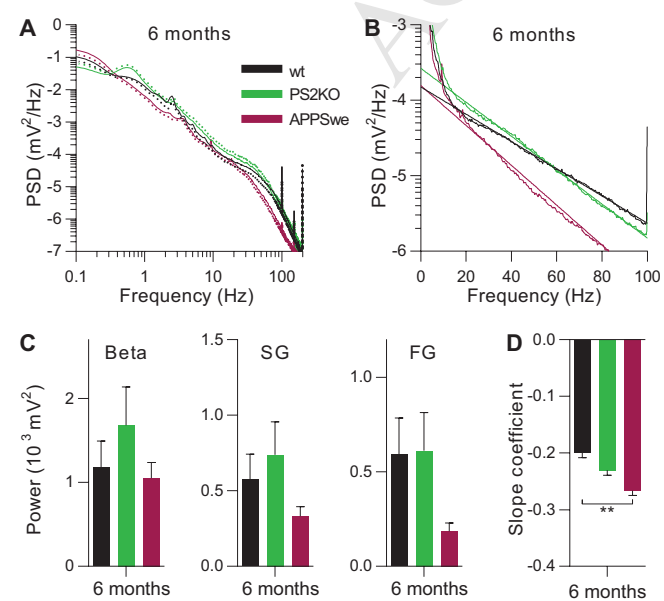 A
6 months
PSD (mV²/Hz)
0
-1
-2
-3
-4
-5
-6
-7
wt
PS2KO
APPSwe
0.1
1
10
100
Frequency (Hz)
B
6 months
PSD (mV²/Hz)
-3
-4
-5
-6
0
20
40
60
80
100
Frequency (Hz)
C
Beta
Power (10³ mV²)
2
1
0
6 months
SG
1.5
1.0
0.5
0.0
6 months
FG
1.0
0.5
0.0
6 months
D
Slope coefficient
0.0
-0.1
-0.2
-0.3
-0.4
**
6 months